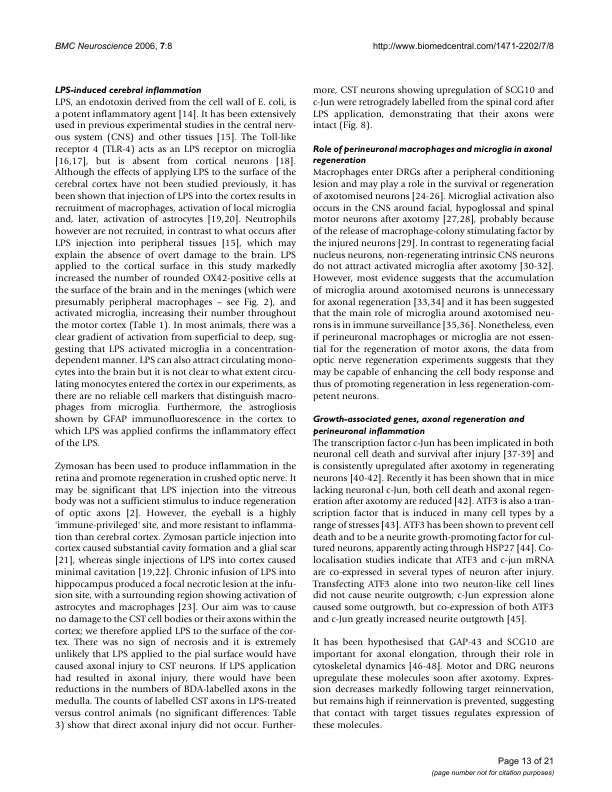 BMC Neuroscience 2006, 7:8
http://www.biomedcentral.com/1471-2202/7/8
LPS-induced cerebral inflammation
LPS, an endotoxin derived from the cell wall of E. coli, is
a potent inflammatory agent [14]. It has been extensively
used in previous experimental studies in the central nerv-
ous system (CNS) and other tissues [15]. The Toll-like
receptor 4 (TLR-4) acts as an LPS receptor on microglia
[16,17], but is absent from cortical neurons [18].
Although the effects of applying LPS to the surface of the
cerebral cortex have not been studied previously, it has
been shown that injection of LPS into the cortex results in
recruitment of macrophages, activation of local microglia
and, later, activation of astrocytes [19,20]. Neutrophils
however are not recruited, in contrast to what occurs after
LPS injection into peripheral tissues [15], which may
explain the absence of overt damage to the brain. LPS
applied to the cortical surface in this study markedly
increased the number of rounded OX42-positive cells at
the surface of the brain and in the meninges (which were
presumably peripheral macrophages – see Fig. 2), and
activated microglia, increasing their number throughout
the motor cortex (Table 1). In most animals, there was a
clear gradient of activation from superficial to deep, sug-
gesting that LPS activated microglia in a concentration-
dependent manner. LPS can also attract circulating mono-
cytes into the brain but it is not clear to what extent circu-
lating monocytes entered the cortex in our experiments, as
there are no reliable cell markers that distinguish macro-
phages from microglia. Furthermore, the astrogliosis
shown by GFAP immunofluorescence in the cortex to
which LPS was applied confirms the inflammatory effect
of the LPS.
Zymosan has been used to produce inflammation in the
retina and promote regeneration in crushed optic nerve. It
may be significant that LPS injection into the vitreous
body was not a sufficient stimulus to induce regeneration
of optic axons [2]. However, the eyeball is a highly
'immune-privileged' site, and more resistant to inflamma-
tion than cerebral cortex. Zymosan particle injection into
cortex caused substantial cavity formation and a glial scar
[21], whereas single injections of LPS into cortex caused
minimal cavitation [19,22]. Chronic infusion of LPS into
hippocampus produced a focal necrotic lesion at the infu-
sion site, with a surrounding region showing activation of
astrocytes and macrophages [23]. Our aim was to cause
no damage to the CST cell bodies or their axons within the
cortex; we therefore applied LPS to the surface of the cor-
tex. There was no sign of necrosis and it is extremely
unlikely that LPS applied to the pial surface would have
caused axonal injury to CST neurons. If LPS application
had resulted in axonal injury, there would have been
reductions in the numbers of BDA-labelled axons in the
medulla. The counts of labelled CST axons in LPS-treated
versus control animals (no significant differences: Table
3) show that direct axonal injury did not occur. Further-
more, CST neurons showing upregulation of SCG10 and
c-Jun were retrogradely labelled from the spinal cord after
LPS application, demonstrating that their axons were
intact (Fig. 8).
Role of perineuronal macrophages and microglia in axonal
regeneration
Macrophages enter DRGs after a peripheral conditioning
lesion and may play a role in the survival or regeneration
of axotomised neurons [24-26]. Microglial activation also
occurs in the CNS around facial, hypoglossal and spinal
motor neurons after axotomy [27,28], probably because
of the release of macrophage-colony stimulating factor by
the injured neurons [29]. In contrast to regenerating facial
nucleus neurons, non-regenerating intrinsic CNS neurons
do not attract activated microglia after axotomy [30-32].
However, most evidence suggests that the accumulation
of microglia around axotomised neurons is unnecessary
for axonal regeneration [33,34] and it has been suggested
that the main role of microglia around axotomised neu-
rons is in immune surveillance [35,36]. Nonetheless, even
if perineuronal macrophages or microglia are not essen-
tial for the regeneration of motor axons, the data from
optic nerve regeneration experiments suggests that they
may be capable of enhancing the cell body response and
thus of promoting regeneration in less regeneration-com-
petent neurons.
Growth-associated genes, axonal regeneration and
perineuronal inflammation
The transcription factor c-Jun has been implicated in both
neuronal cell death and survival after injury [37-39] and
is consistently upregulated after axotomy in regenerating
neurons [40-42]. Recently it has been shown that in mice
lacking neuronal c-Jun, both cell death and axonal regen-
eration after axotomy are reduced [42]. ATF3 is also a tran-
scription factor that is induced in many cell types by a
range of stresses [43]. ATF3 has been shown to prevent cell
death and to be a neurite growth-promoting factor for cul-
tured neurons, apparently acting through HSP27 [44]. Co-
localisation studies indicate that ATF3 and c-jun mRNA
are co-expressed in several types of neuron after injury.
Transfecting ATF3 alone into two neuron-like cell lines
did not cause neurite outgrowth; c-Jun expression alone
caused some outgrowth, but co-expression of both ATF3
and c-Jun greatly increased neurite outgrowth [45].
It has been hypothesised that GAP-43 and SCG10 are
important for axonal elongation, through their role in
cytoskeletal dynamics [46-48]. Motor and DRG neurons
upregulate these molecules soon after axotomy. Expres-
sion decreases markedly following target reinnervation,
but remains high if reinnervation is prevented, suggesting
that contact with target tissues regulates expression of
these molecules.
Page 13 of 21
(page number not for citation purposes)